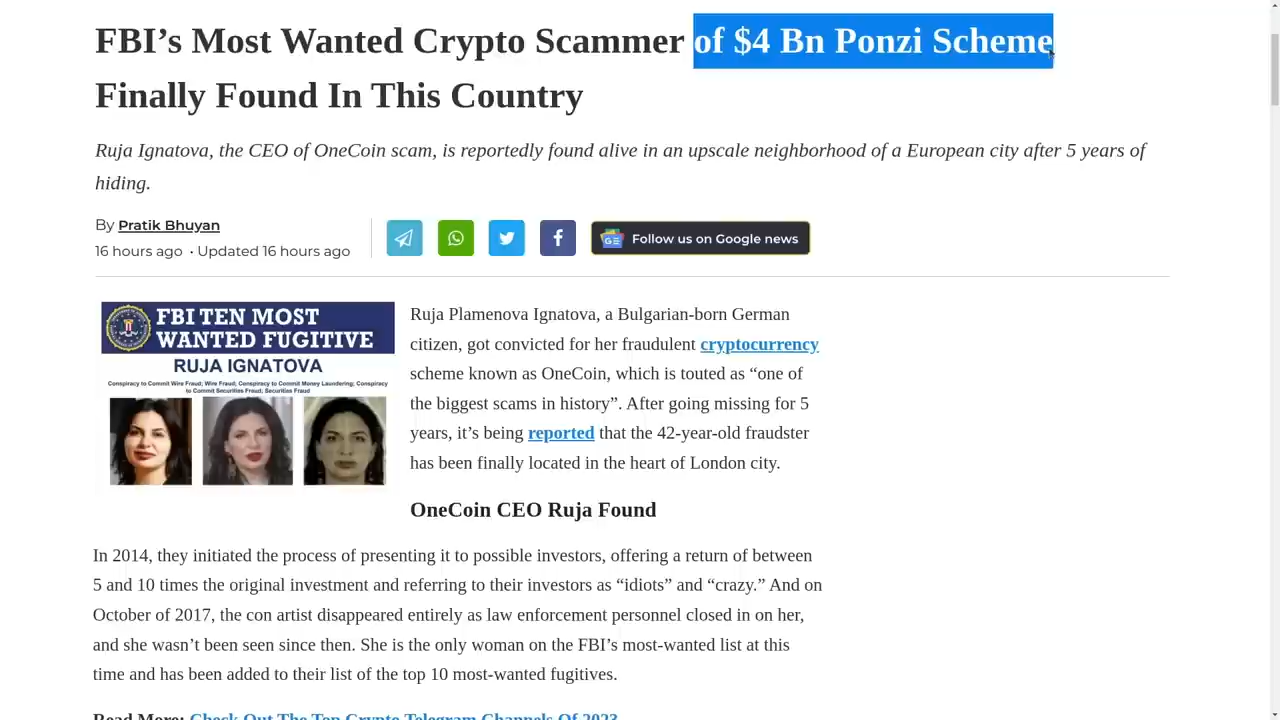 FBI’s Most Wanted Crypto Scammer of $4 Bn Ponzi Scheme
Finally Found In This Country
Ruja Ignatova, the CEO of OneCoin scam, is reportedly found alive in an upscale neighborhood of a European city after 5 years of
hiding.
By Pratik Bhuyan
16 hours ago • Updated 16 hours ago
Follow us on Google news
FBI TEN MOST
WANTED FUGITIVE
RUJA IGNATOVA
Conspiracy to Commit Wire Fraud; Wire Fraud; Conspiracy to Commit Money Laundering; Conspiracy
to Commit Securities Fraud; Securities Fraud
Ruja Plamenova Ignatova, a Bulgarian-born German
citizen, got convicted for her fraudulent cryptocurrency
scheme known as OneCoin, which is touted as “one of
the biggest scams in history”. After going missing for 5
years, it’s being reported that the 42-year-old fraudster
has been finally located in the heart of London city.
OneCoin CEO Ruja Found
In 2014, they initiated the process of presenting it to possible investors, offering a return of between
5 and 10 times the original investment and referring to their investors as “idiots” and “crazy.” And on
October of 2017, the con artist disappeared entirely as law enforcement personnel closed in on her,
and she wasn’t been seen since then. She is the only woman on the FBI’s most-wanted list at this
time and has been added to their list of the top 10 most-wanted fugitives.
Read More: Check Out The Top Crypto Telegram Channels Of 2023